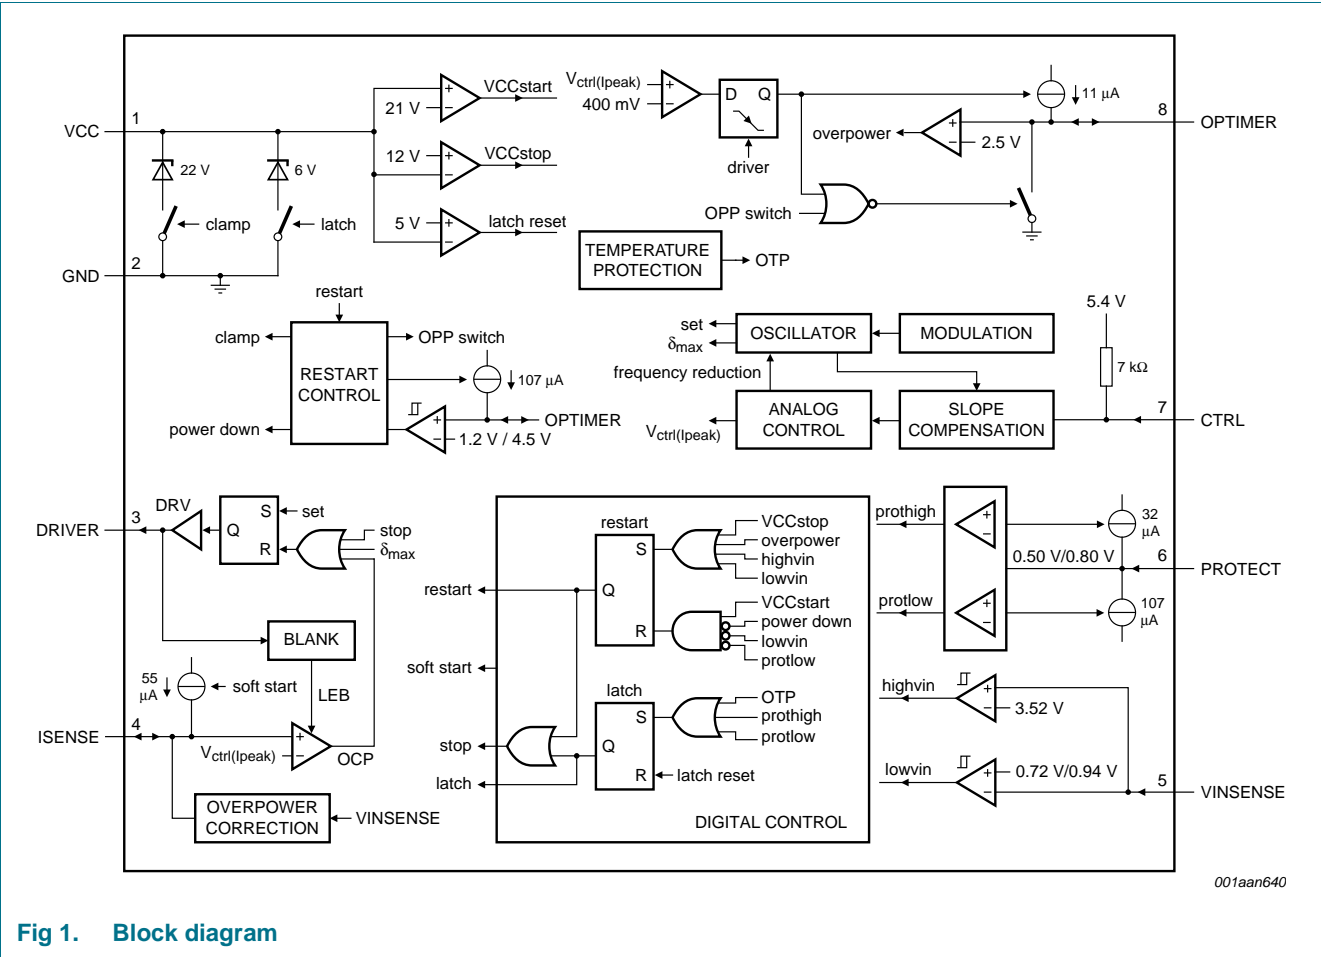 VCC
1
22 V
6 V
clamp
latch
GND
2
21 V
VCCstart
12 V
VCCstop
5 V
latch reset
Vctrl(Ipeak)
400 mV
D
Q
driver
overpower
2.5 V
11 μA
8
OPTIMER
OPP switch
TEMPERATURE
PROTECTION
OTP
restart
clamp
OPP switch
RESTART
CONTROL
107 μA
power down
OPTIMER
1.2 V / 4.5 V
set
δmax
OSCILLATOR
MODULATION
frequency reduction
ANALOG
CONTROL
SLOPE
COMPENSATION
Vctrl(Ipeak)
5.4 V
7 kΩ
7
CTRL
DRIVER
3
DRV
Q
S
R
set
stop
δmax
BLANK
LEB
55
μA
soft start
ISENSE
4
Vctrl(Ipeak)
OCP
OVERPOWER
CORRECTION
VINSENSE
restart
S
Q
R
VCCstop
overpower
highvin
lowvin
VCCstart
power down
lowvin
protlow
restart
soft start
latch
S
Q
R
OTP
prothigh
protlow
latch reset
stop
latch
DIGITAL CONTROL
prothigh
protlow
0.50 V/0.80 V
32
μA
6
PROTECT
107
μA
highvin
3.52 V
lowvin
0.72 V/0.94 V
5
VINSENSE
001aan640
Fig 1. Block diagram